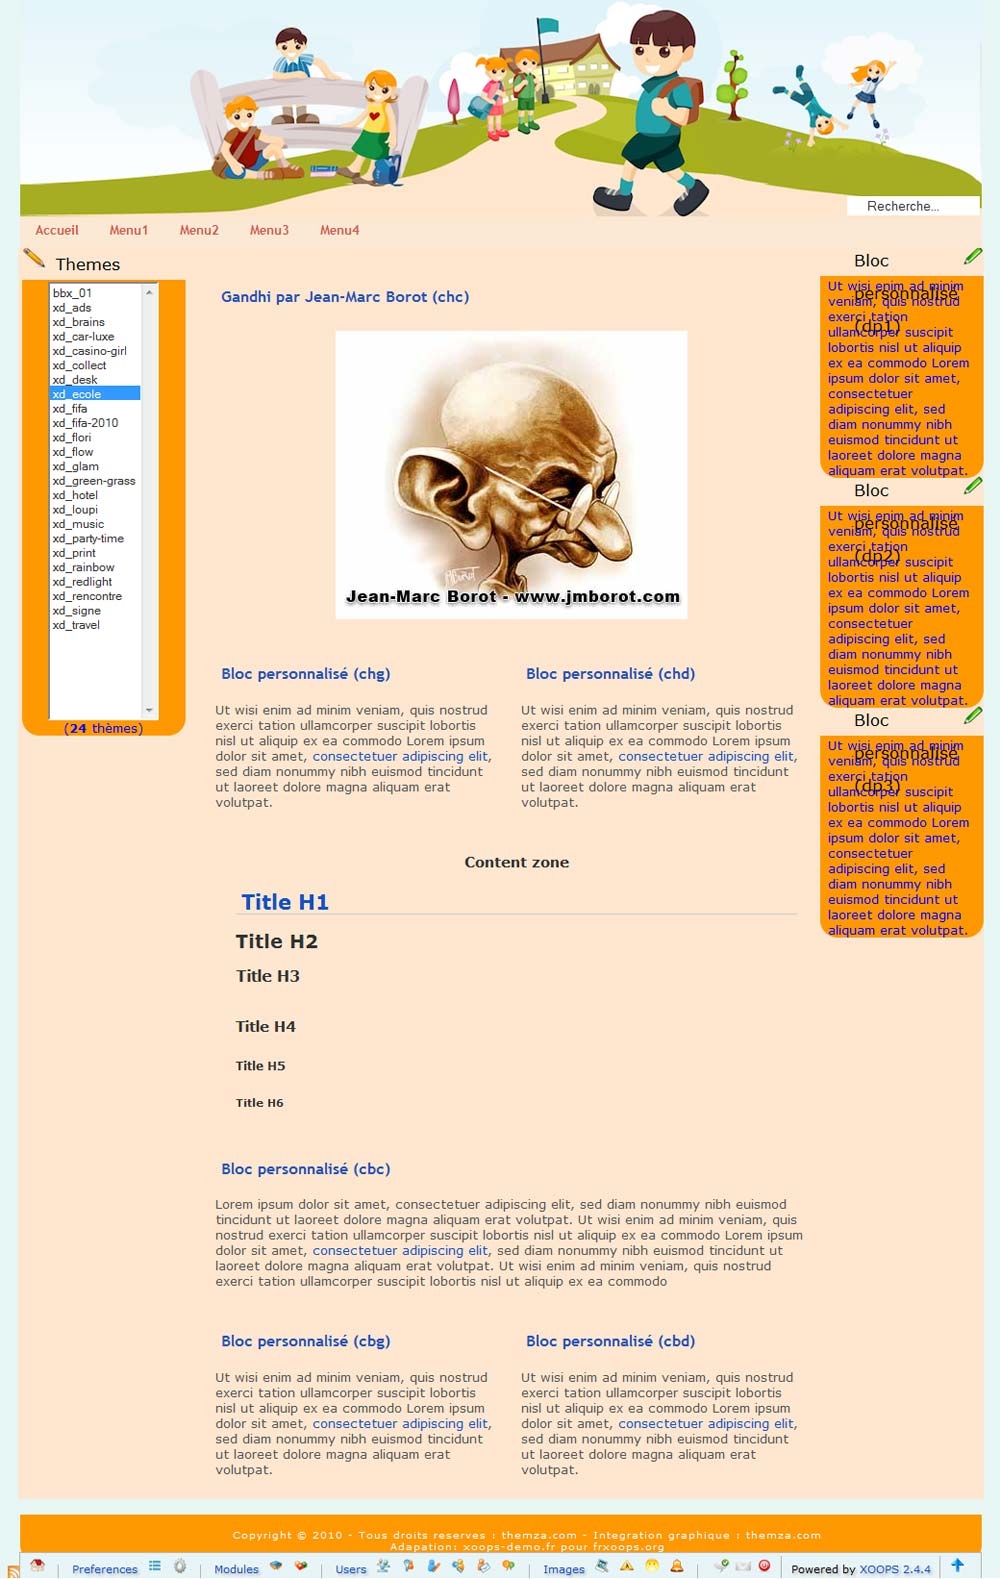 Recherche...
Accueil Menu1 Menu2 Menu3 Menu4
Themes
bbx_01
xd_ads
xd_brains
xd_car-luxe
xd_casino-girl
xd_collect
xd_desk
xd_ecole
xd_fifa
xd_fifa-2010
xd_flori
xd_flow
xd_glam
xd_green-grass
xd_hotel
xd_loupi
xd_music
xd_party-time
xd_print
xd_rainbow
xd_redlight
xd_rencontre
xd_signe
xd_travel
(24 thèmes)
Gandhi par Jean-Marc Borot (chc)
Jean-Marc Borot - www.jmborot.com
Bloc personnalisé (chg)
Ut wisi enim ad minim veniam, quis nostrud
exerci tation ullamcorper suscipit lobortis
nisl ut aliquip ex ea commodo Lorem ipsum
dolor sit amet, consectetuer adipiscing elit,
sed diam nonummy nibh euismod tincidunt
ut laoreet dolore magna aliquam erat
volutpat.
Bloc personnalisé (chd)
Ut wisi enim ad minim veniam, quis nostrud
exerci tation ullamcorper suscipit lobortis
nisl ut aliquip ex ea commodo Lorem ipsum
dolor sit amet, consectetuer adipiscing elit,
sed diam nonummy nibh euismod tincidunt
ut laoreet dolore magna aliquam erat
volutpat.
Content zone
Title H1
Title H2
Title H3
Title H4
Title H5
Title H6
Bloc personnalisé (cbc)
Lorem ipsum dolor sit amet, consectetuer adipiscing elit, sed diam nonummy nibh euismod
tincidunt ut laoreet dolore magna aliquam erat volutpat. Ut wisi enim ad minim veniam, quis
nostrud exerci tation ullamcorper suscipit lobortis nisl ut aliquip ex ea commodo Lorem ipsum
dolor sit amet, consectetuer adipiscing elit, sed diam nonummy nibh euismod tincidunt ut
laoreet dolore magna aliquam erat volutpat. Ut wisi enim ad minim veniam, quis nostrud
exerci tation ullamcorper suscipit lobortis nisl ut aliquip ex ea commodo
Bloc personnalisé (cbg)
Ut wisi enim ad minim veniam, quis nostrud
exerci tation ullamcorper suscipit lobortis
nisl ut aliquip ex ea commodo Lorem ipsum
dolor sit amet, consectetuer adipiscing elit,
sed diam nonummy nibh euismod tincidunt
ut laoreet dolore magna aliquam erat
volutpat.
Bloc personnalisé (cbd)
Ut wisi enim ad minim veniam, quis nostrud
exerci tation ullamcorper suscipit lobortis
nisl ut aliquip ex ea commodo Lorem ipsum
dolor sit amet, consectetuer adipiscing elit,
sed diam nonummy nibh euismod tincidunt
ut laoreet dolore magna aliquam erat
volutpat.
Bloc
personnalisé
(dp1)
Ut wisi enim ad minim
veniam, quis nostrud
exerci tation
ullamcorper suscipit
lobortis nisl ut aliquip
ex ea commodo Lorem
ipsum dolor sit amet,
consectetuer
adipiscing elit, sed
diam nonummy nibh
euismod tincidunt ut
laoreet dolore magna
aliquam erat volutpat.
Bloc
personnalisé
(dp2)
Ut wisi enim ad minim
veniam, quis nostrud
exerci tation
ullamcorper suscipit
lobortis nisl ut aliquip
ex ea commodo Lorem
ipsum dolor sit amet,
consectetuer
adipiscing elit, sed
diam nonummy nibh
euismod tincidunt ut
laoreet dolore magna
aliquam erat volutpat.
Bloc
personnalisé
(dp3)
Ut wisi enim ad minim
veniam, quis nostrud
exerci tation
ullamcorper suscipit
lobortis nisl ut aliquip
ex ea commodo Lorem
ipsum dolor sit amet,
consectetuer
adipiscing elit, sed
diam nonummy nibh
euismod tincidunt ut
laoreet dolore magna
aliquam erat volutpat.
Copyright © 2010 - Tous droits reserves : themza.com - Integration graphique : themza.com
Adapation: xoops-demo.fr pour frxoops.org
Preferences Modules Users Images Powered by XOOPS 2.4.4